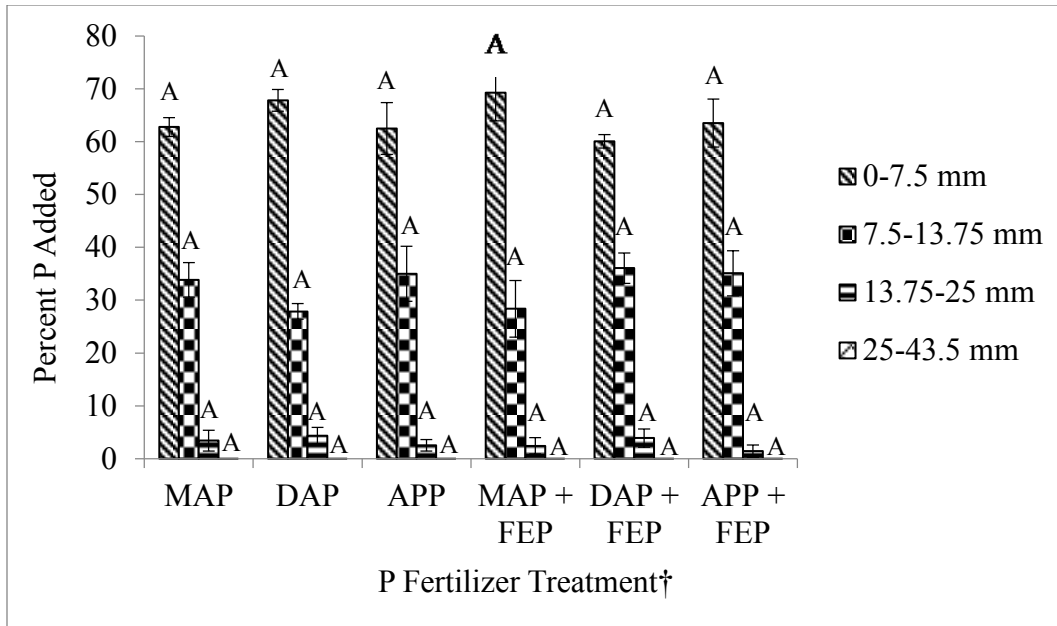 80
70
60
50
40
30
20
10
0
Percent P Added
A A A A A A
A A A A A A
A A A A A A
A A A A A A
MAP DAP APP MAP + FEP DAP + FEP APP + FEP
P Fertilizer Treatment†
0-7.5 mm
7.5-13.75 mm
13.75-25 mm
25-43.5 mm